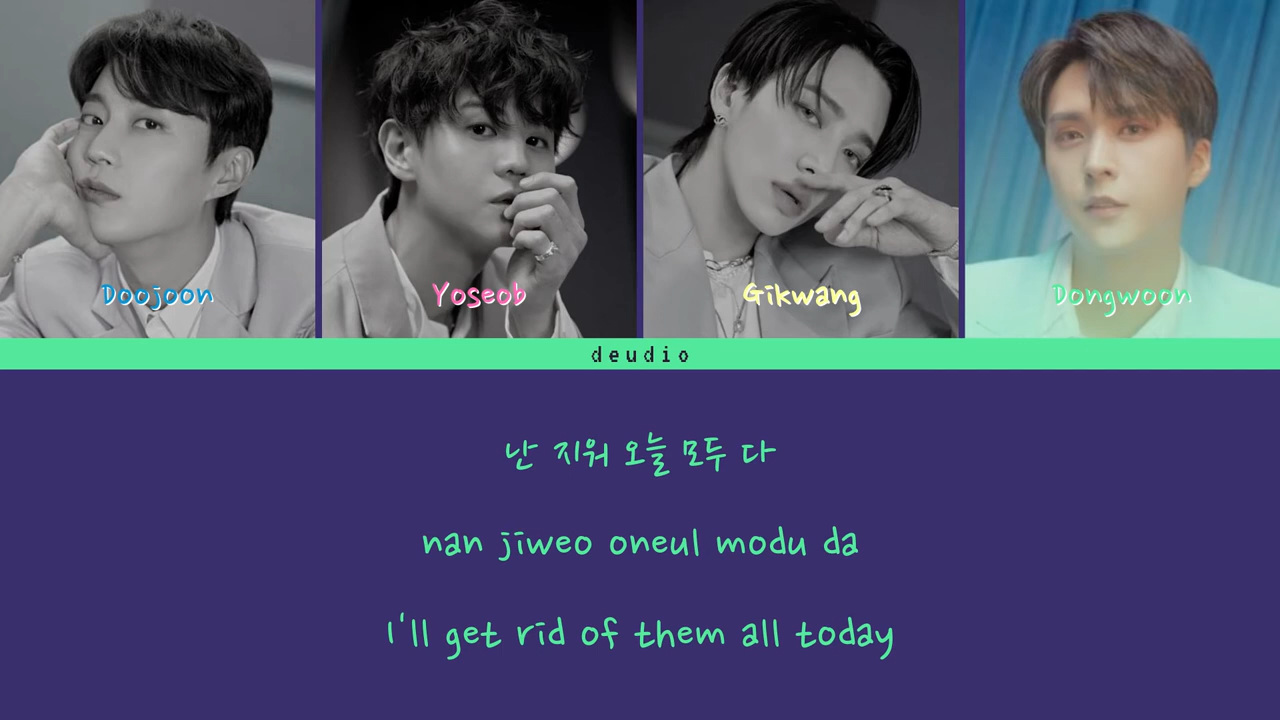 Doojoon
Yoseob
Gikwang
Dongwoon
deudio
난 지워 오늘 모두 다
nan jiweo oneul modu da
I'll get rid of them all today